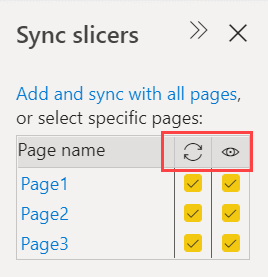 Sync slicers
Add and sync with all pages,
or select specific pages:
Page name
Page1
Page2
Page3